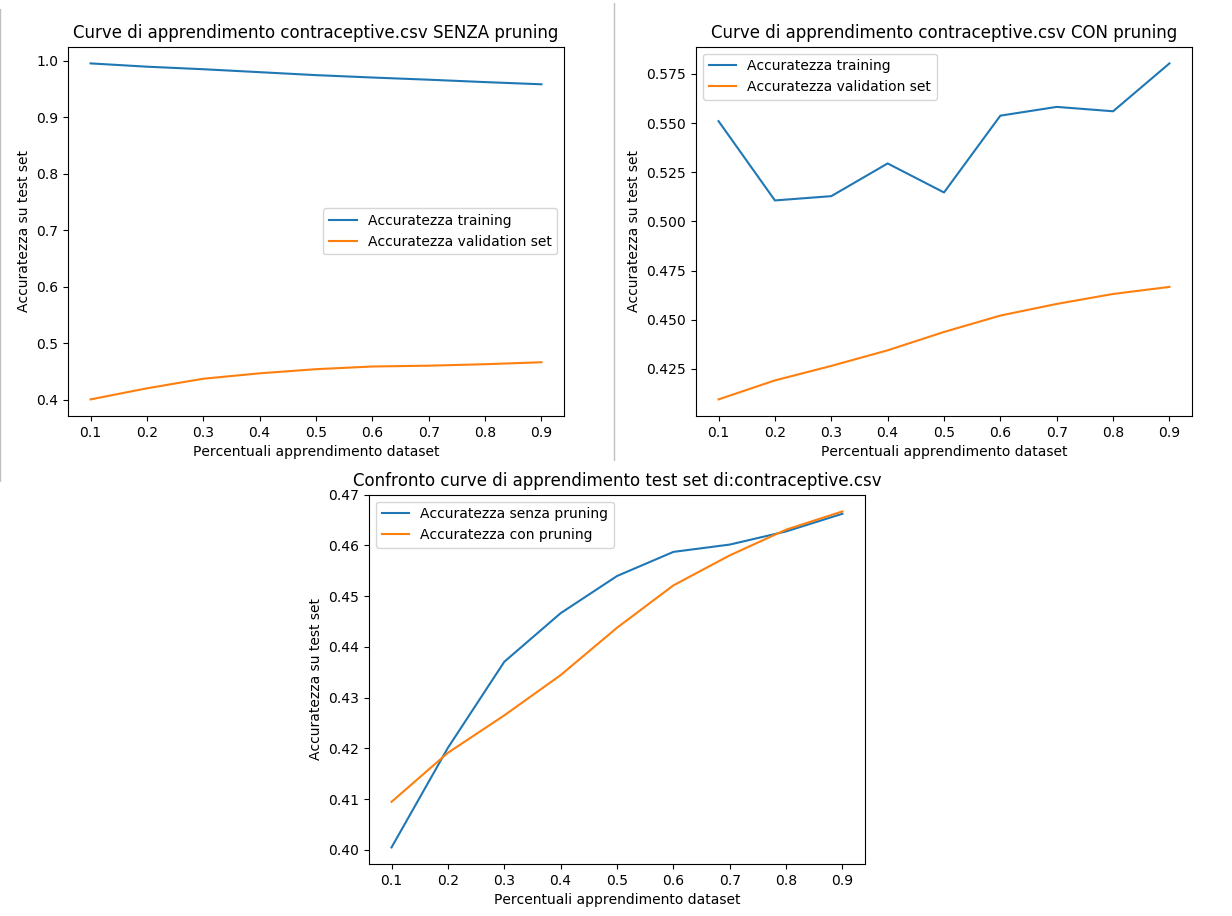 Curve di apprendimento contraceptive.csv SENZA pruning
1.0
0.9
0.8
0.7
0.6
0.5
0.4
Accuratezza su test set
Accuratezza training
Accuratezza validation set
0.1 0.2 0.3 0.4 0.5 0.6 0.7 0.8 0.9
Percentuali apprendimento dataset
Curve di apprendimento contraceptive.csv CON pruning
Accuratezza training
Accuratezza validation set
0.575
0.550
0.525
0.500
0.475
0.450
0.425
Accuratezza su test set
0.1 0.2 0.3 0.4 0.5 0.6 0.7 0.8 0.9
Percentuali apprendimento dataset
Confronto curve di apprendimento test set di:contraceptive.csv
Accuratezza senza pruning
Accuratezza con pruning
0.47
0.46
0.45
0.44
0.43
0.42
0.41
0.40
Accuratezza su test set
0.1 0.2 0.3 0.4 0.5 0.6 0.7 0.8 0.9
Percentuali apprendimento dataset